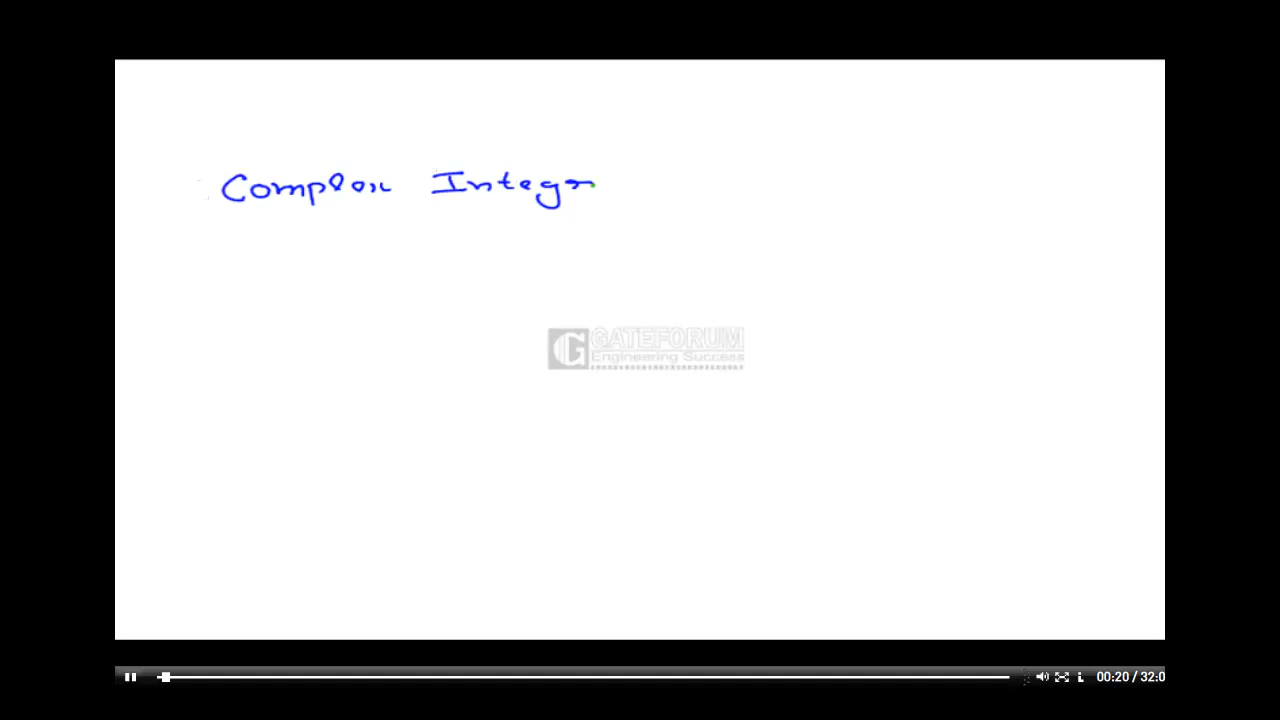 Complex Integr
GATEFORUM
Engineering Success
00:20 / 32:0